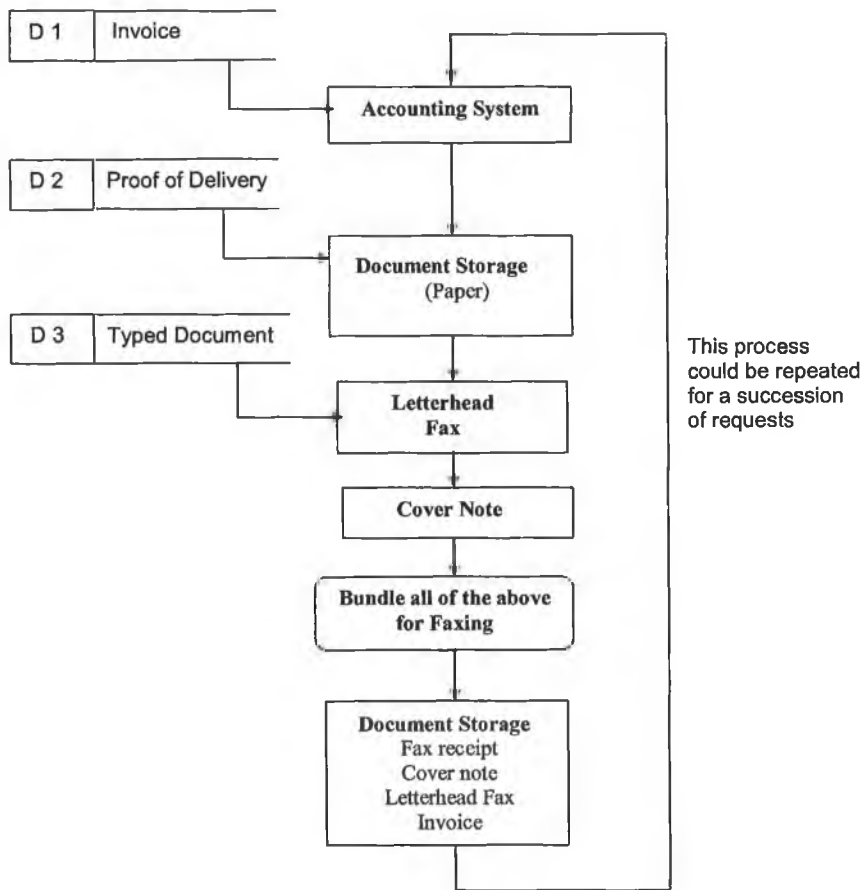 D 1 Invoice
Accounting System
D 2 Proof of Delivery
Document Storage
(Paper)
D 3 Typed Document
This process
could be repeated
for a succession
of requests
Letterhead
Fax
Cover Note
Bundle all of the above
for Faxing
Document Storage
Fax receipt
Cover note
Letterhead Fax
Invoice